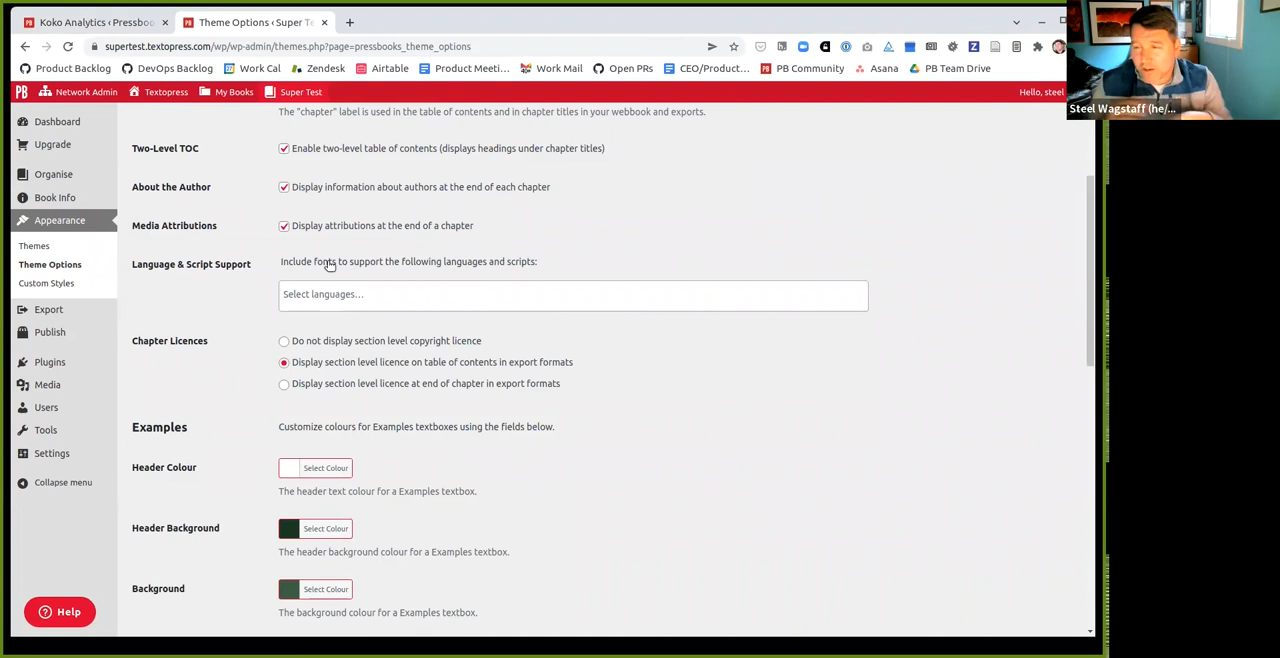 Koko Analytics ‹ Pressboo
Theme Options ‹ Super Te
supertest.textopress.com/wp/wp-admin/themes.php?page=pressbooks_theme_options
Product Backlog
DevOps Backlog
Work Cal
Zendesk
Airtable
Product Meeti…
Work Mail
Open PRs
CEO/Product…
PB Community
Asana
PB Team Drive
PB
Network Admin
Textopress
My Books
Super Test
Hello, steel
Steel Wagstaff (he/...
Dashboard
Upgrade
Organise
Book Info
Appearance
Themes
Theme Options
Custom Styles
Export
Publish
Plugins
Media
Users
Tools
Settings
Collapse menu
Help
The "chapter" label is used in the table of contents and in chapter titles in your webbook and exports.
Two-Level TOC
Enable two-level table of contents (displays headings under chapter titles)
About the Author
Display information about authors at the end of each chapter
Media Attributions
Display attributions at the end of a chapter
Language & Script Support
Include fonts to support the following languages and scripts:
Select languages…
Chapter Licences
Do not display section level copyright licence
Display section level licence on table of contents in export formats
Display section level licence at end of chapter in export formats
Examples
Customize colours for Examples textboxes using the fields below.
Header Colour
Select Colour
The header text colour for a Examples textbox.
Header Background
Select Colour
The header background colour for a Examples textbox.
Background
Select Colour
The background colour for a Examples textbox.